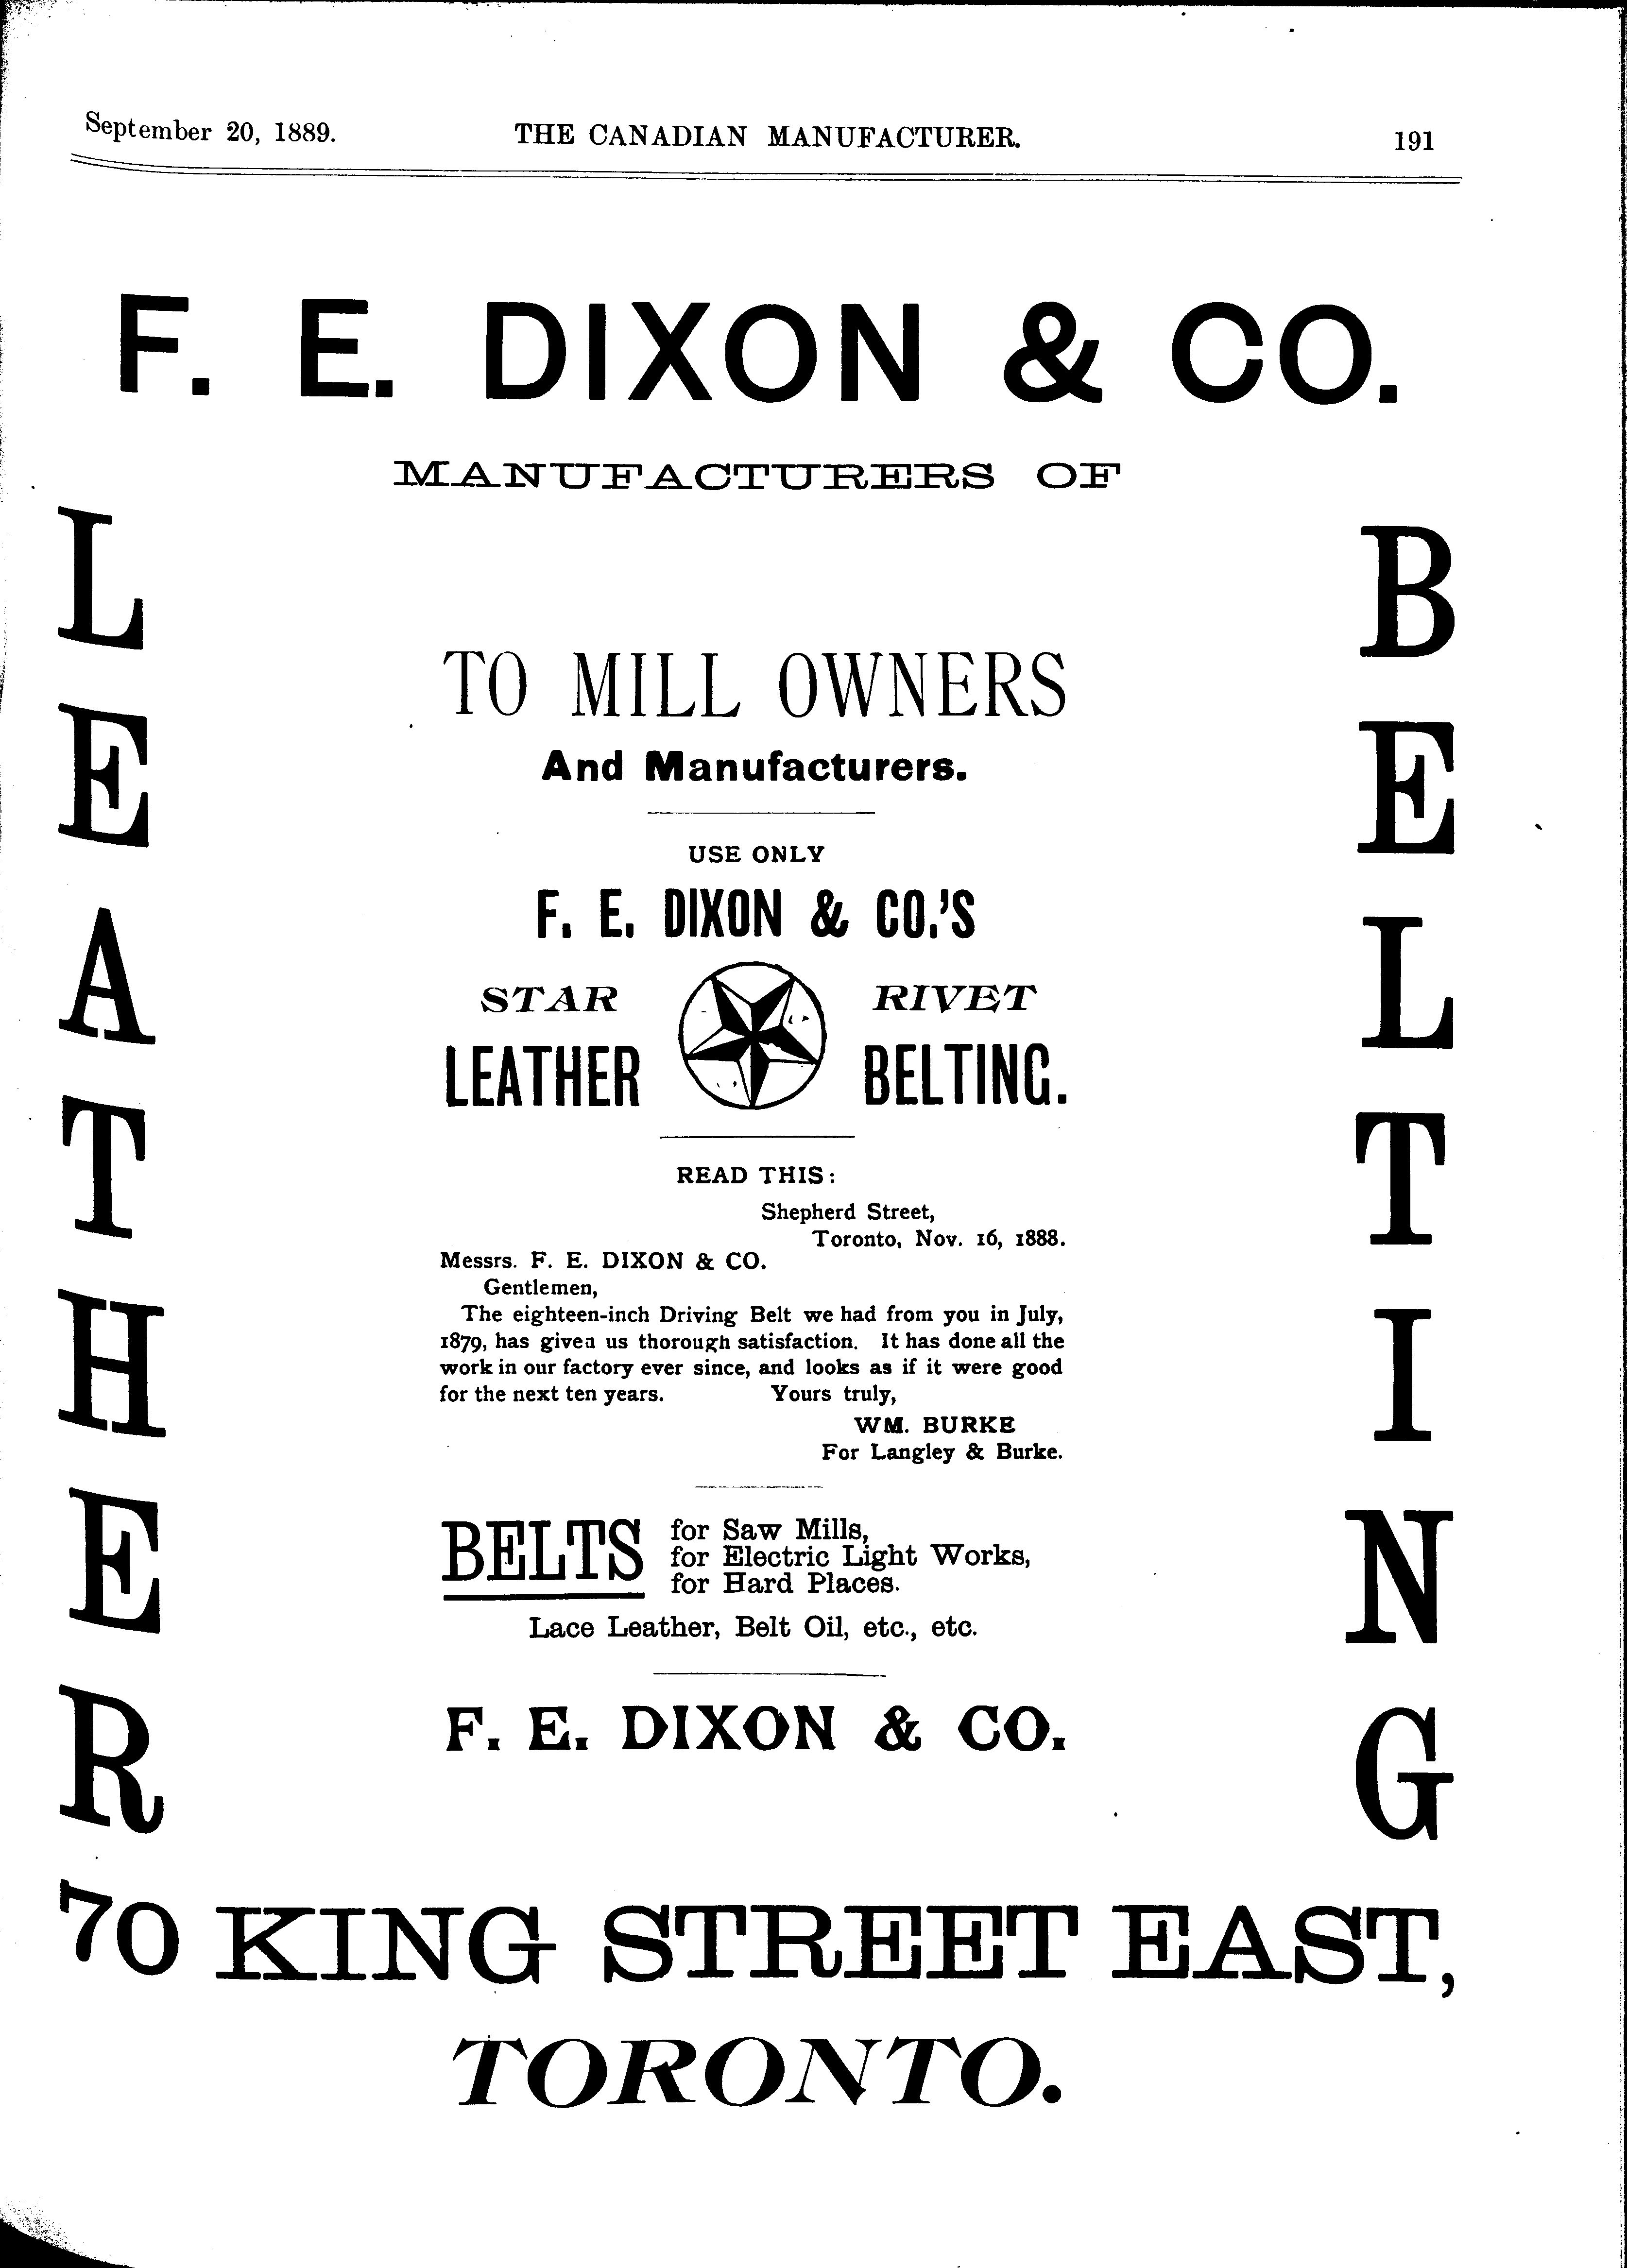 September 20, 1889. THE CANADIAN MANUFACTURER. 191
F. E. DIXON & CO.
MANUFACTURERS OF
LEATHER
BELTING
TO MILL OWNERS
And Manufacturers.
USE ONLY
F. E. DIXON & CO.'S
STAR RIVET
LEATHER BELTING.
READ THIS:
Shepherd Street,
Toronto, Nov. 16, 1888.
Messrs. F. E. DIXON & CO.
Gentlemen,
The eighteen-inch Driving Belt we had from you in July,
1879, has given us thorough satisfaction. It has done all the
work in our factory ever since, and looks as if it were good
for the next ten years. Yours truly,
WM. BURKE
For Langley & Burke.
BELTS for Saw Mills,
for Electric Light Works,
for Hard Places.
Lace Leather, Belt Oil, etc., etc.
F. E. DIXON & CO.
70 KING STREET EAST,
TORONTO.